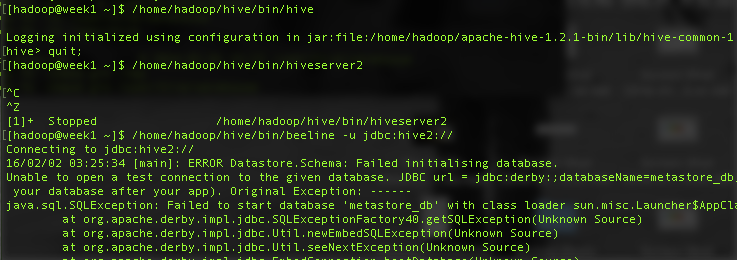 [[hadoop@week1 ~]$ /home/hadoop/hive/bin/hive
Logging initialized using configuration in jar:file:/home/hadoop/apache-hive-1.2.1-bin/lib/hive-common-1
[hive> quit;
[[hadoop@week1 ~]$ /home/hadoop/hive/bin/hiveserver2
[^C
^Z
[1]+  Stopped                 /home/hadoop/hive/bin/hiveserver2
[[hadoop@week1 ~]$ /home/hadoop/hive/bin/beeline -u jdbc:hive2://
Connecting to jdbc:hive2://
16/02/02 03:25:34 [main]: ERROR Datastore.Schema: Failed initialising database.
Unable to open a test connection to the given database. JDBC url = jdbc:derby:;databaseName=metastore_db
your database after your app). Original Exception: ------
java.sql.SQLException: Failed to start database 'metastore_db' with class loader sun.misc.Launcher$AppCla
at org.apache.derby.impl.jdbc.SQLExceptionFactory40.getSQLException(Unknown Source)
at org.apache.derby.impl.jdbc.Util.newEmbedSQLException(Unknown Source)
at org.apache.derby.impl.jdbc.Util.seeNextException(Unknown Source)